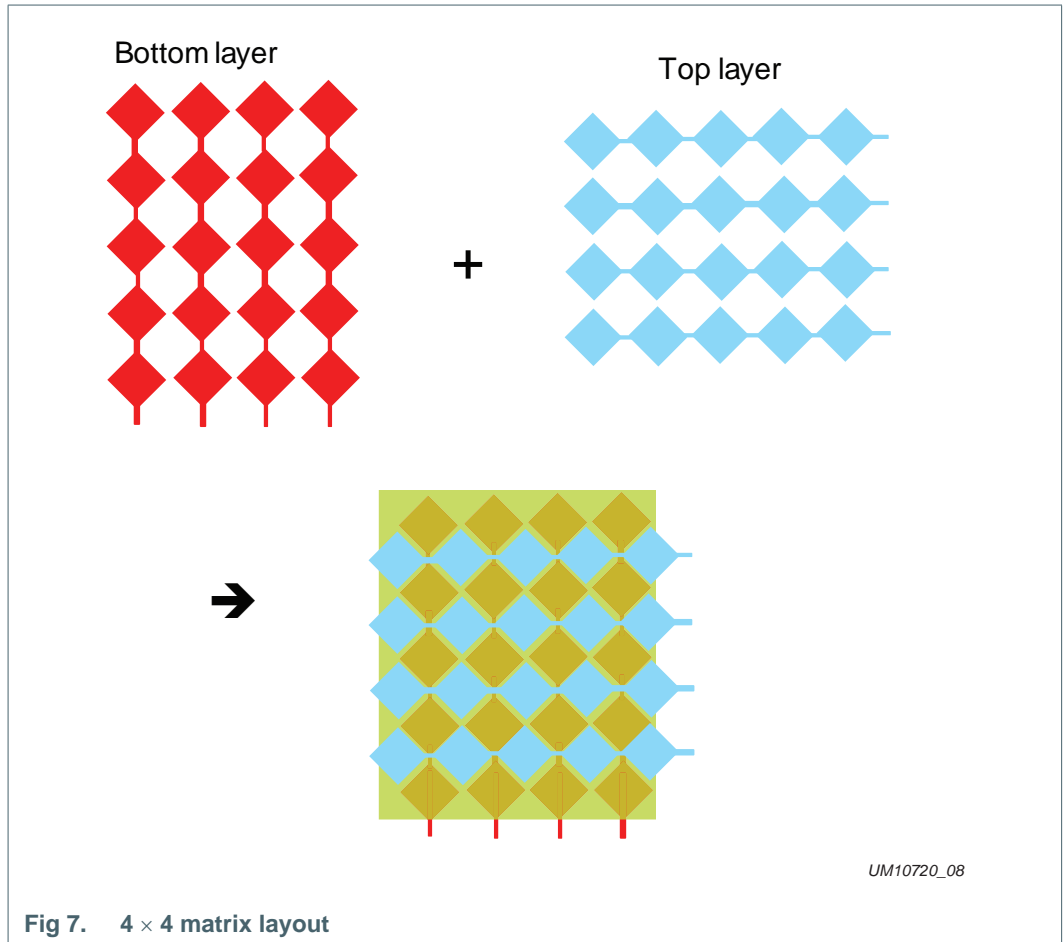 Bottom layer
Top layer
+
➔
UM10720_08
Fig 7. 4 × 4 matrix layout